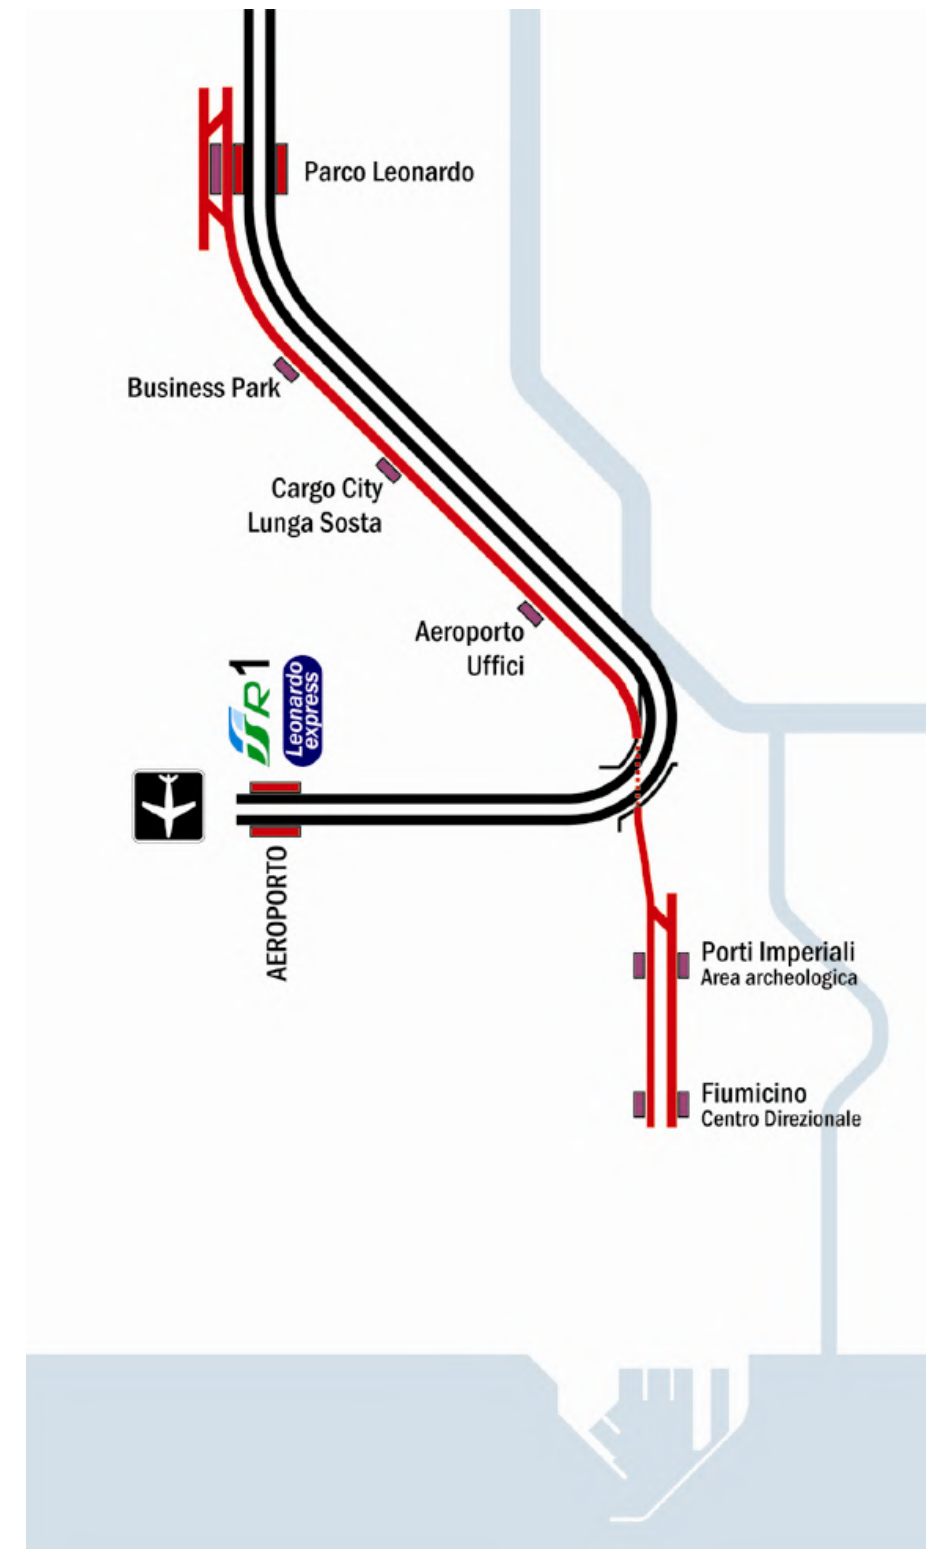 Parco Leonardo
Business Park
Cargo City
Lunga Sosta
Aeroporto
Uffici
R1
Leonardo
express
AEROPORTO
Porti Imperiali
Area archeologica
Fiumicino
Centro Direzionale